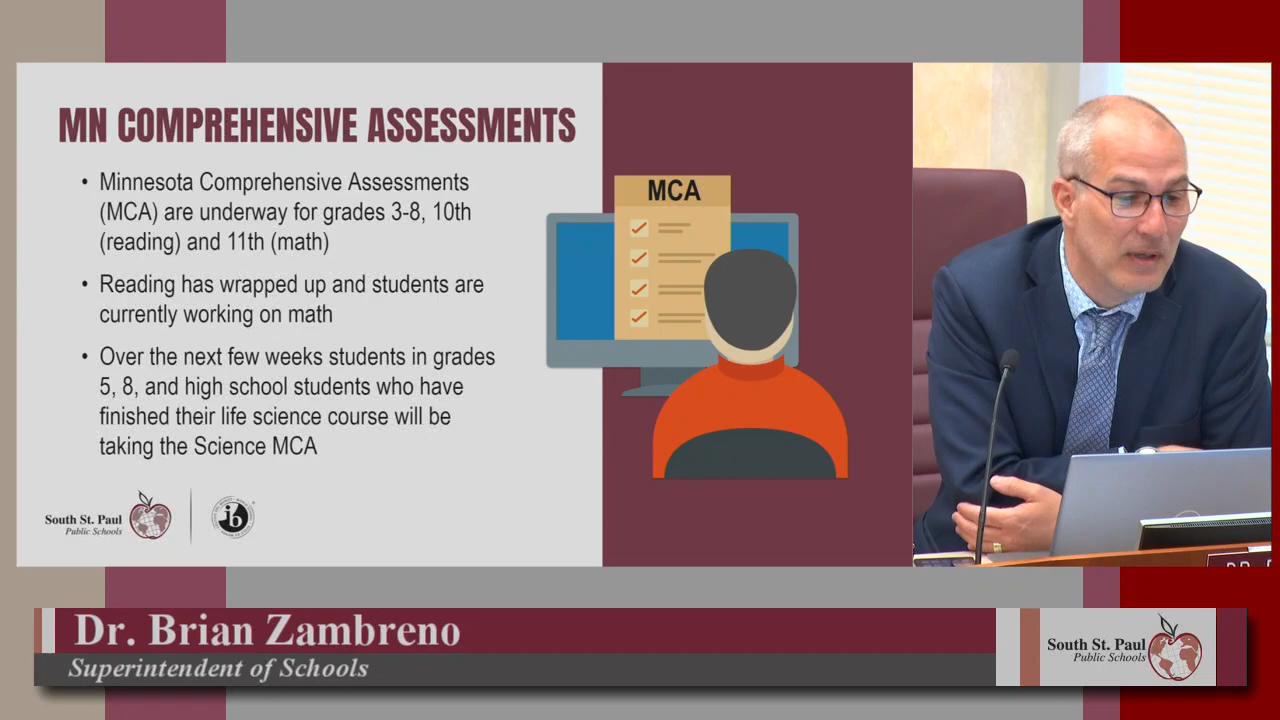 MN COMPREHENSIVE ASSESSMENTS
• Minnesota Comprehensive Assessments
(MCA) are underway for grades 3-8, 10th
(reading) and 11th (math)
• Reading has wrapped up and students are
currently working on math
• Over the next few weeks students in grades
5, 8, and high school students who have
finished their life science course will be
taking the Science MCA
MCA
South St. Paul
Public Schools
ib
Dr. Brian Zambreno
Superintendent of Schools
South St. Paul
Public Schools